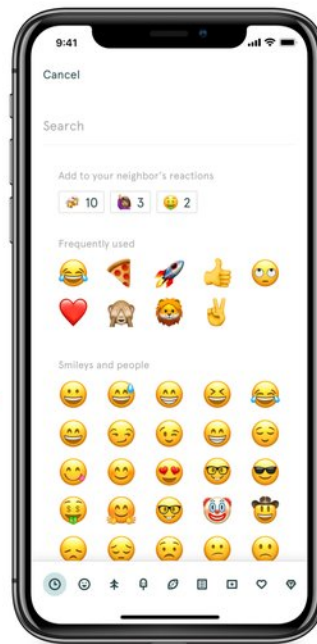 9:41
Cancel
Search
Add to your neighbor's reactions
10 3 2
Frequently used
Smileys and people